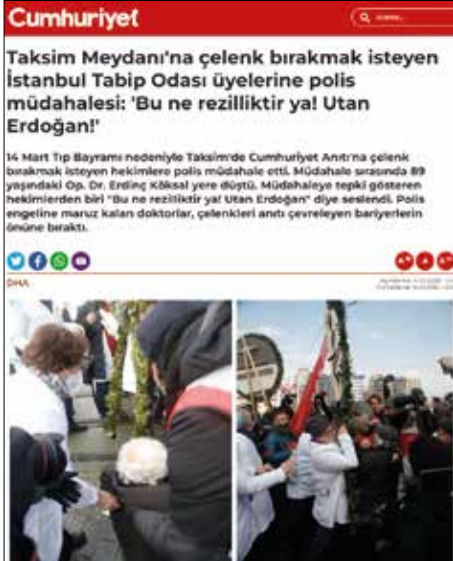 Cumhuriyet
Taksim Meydanı'na çelenk bırakmak isteyen
İstanbul Tabip Odası üyelerine polis
müdahalesi: 'Bu ne rezilliktir ya! Utan
Erdoğan!'
14 Mart Tıp Bayramı nedeniyle Taksim'de Cumhuriyet Anıtı'na çelenk
bırakmak isteyen hekimlere polis müdahale etti. Müdahale sırasında 89
yaşındaki Op. Dr. Erdinç Köksal yere düştü. Müdahaleye tepki gösteren
hekimlerden biri "Bu ne rezilliktir ya! Utan Erdoğan" diye seslendi. Polis
engeline maruz kalan doktorlar, çelenkleri anıtı çevreleyen bariyerlerin
önüne bıraktı.
DHA